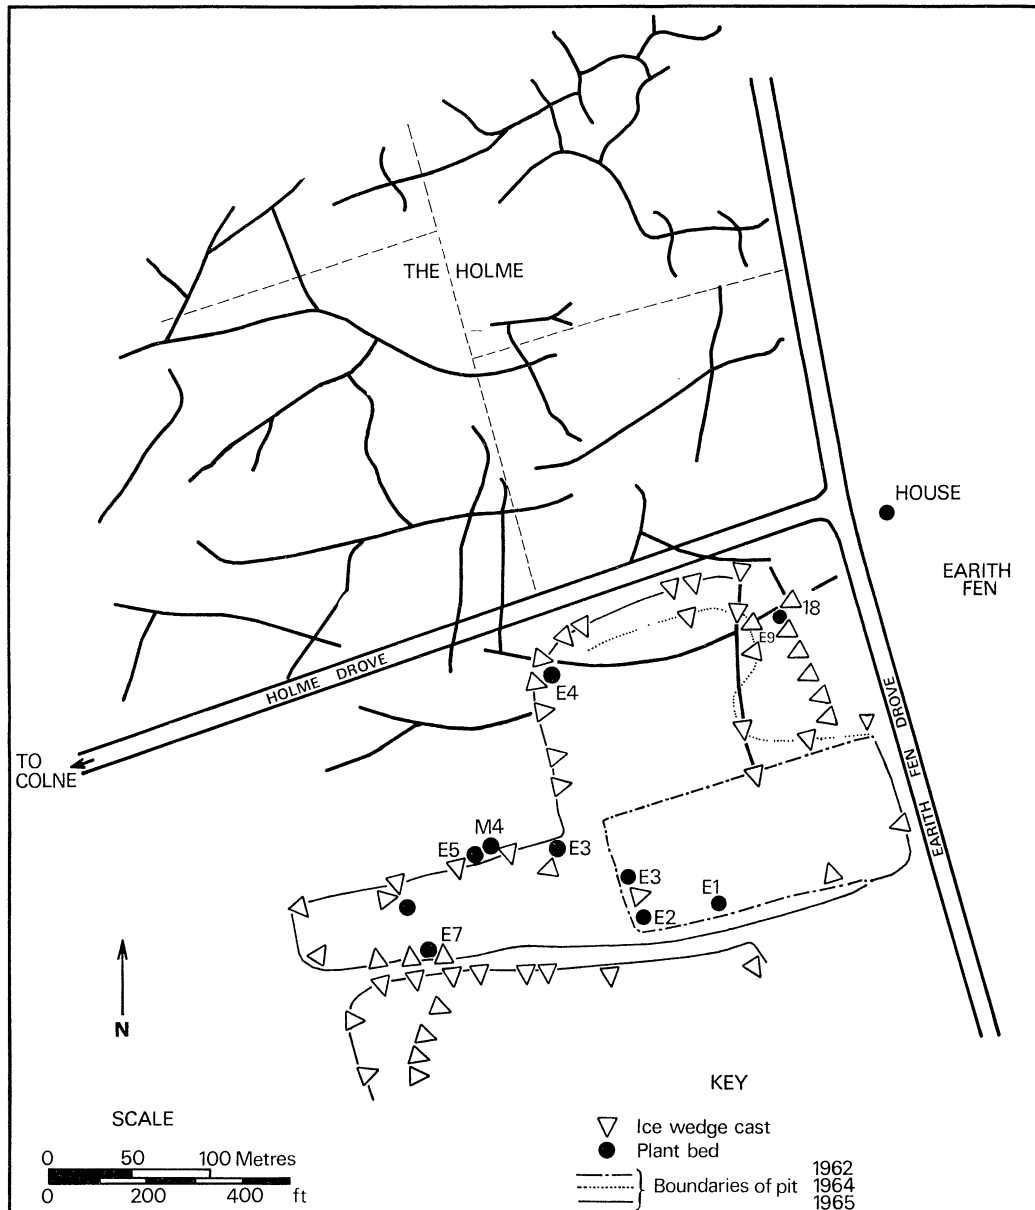 THE HOLME
HOUSE
EARITH
FEN
18
E9
HOLME DROVE
E4
EARITH FEN DROVE
TO
COLNE
M4
E5
E3
E3
E1
E2
E7
N
KEY
SCALE
Ice wedge cast
Plant bed
0 50 100 Metres
0 200 400 ft
1962
Boundaries of pit 1964
1965